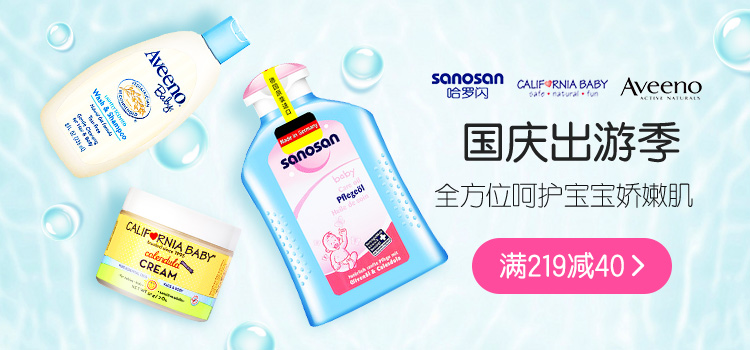 Aveeno
Baby
Wash & Shampoo
sanosan
哈罗闪
CALIFORNIA BABY
safe • natural • fun
Aveeno
ACTIVE NATURALS
国庆出游季
全方位呵护宝宝娇嫩肌
满219减40
Made in Germany
sanosan
baby
Pflegeöl
CALIFORNIA BABY
calendula
CREAM